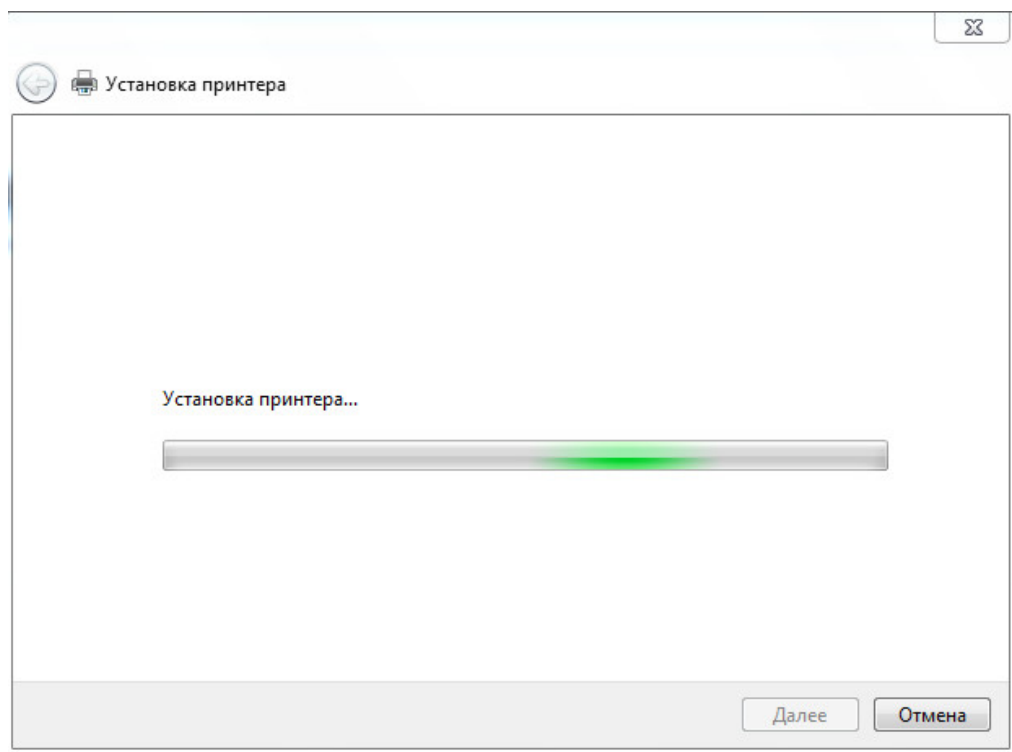 Установка принтера
Установка принтера...
Далее
Отмена